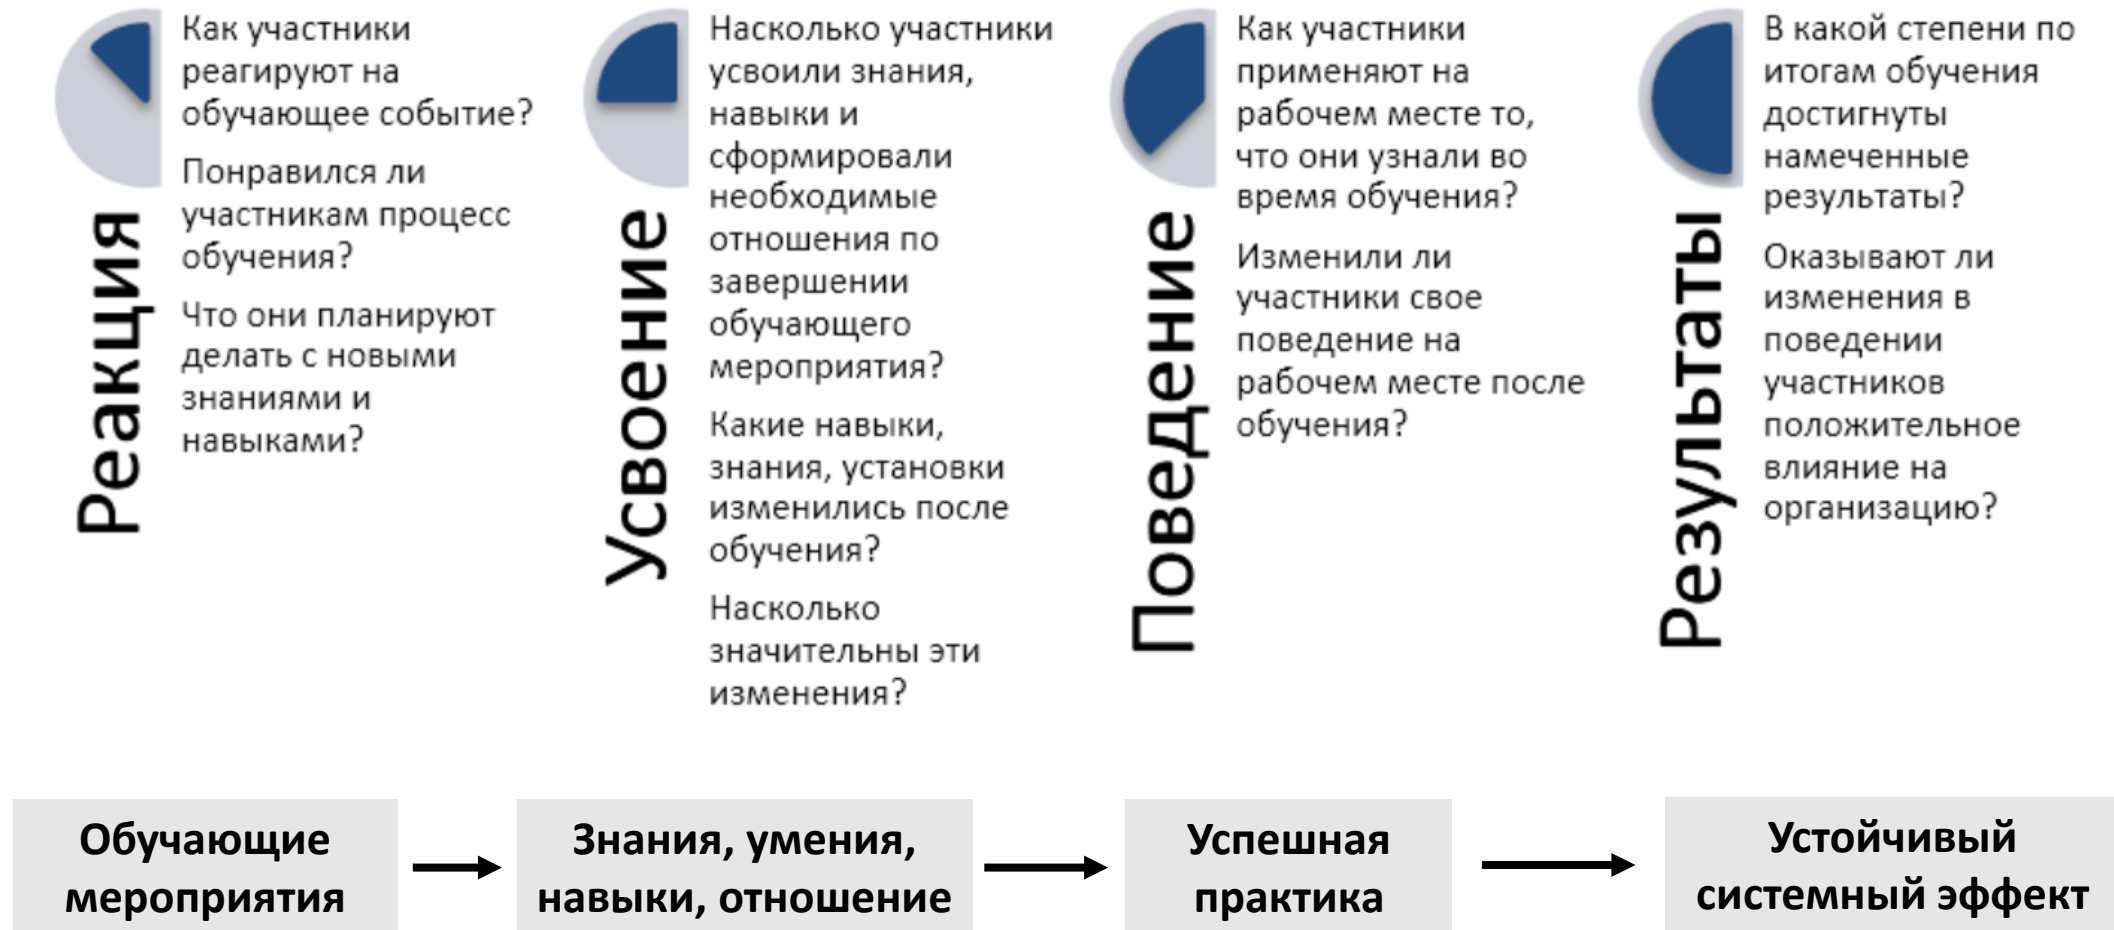 Реакция
Как участники
реагируют на
обучающее событие?
Понравился ли
участникам процесс
обучения?
Что они планируют
делать с новыми
знаниями и
навыками?
Усвоение
Насколько участники
усвоили знания,
навыки и
сформировали
необходимые
отношения по
завершении
обучающего
мероприятия?
Какие навыки,
знания, установки
изменились после
обучения?
Насколько
значительны эти
изменения?
Поведение
Как участники
применяют на
рабочем месте то,
что они узнали во
время обучения?
Изменили ли
участники свое
поведение на
рабочем месте после
обучения?
Результаты
В какой степени по
итогам обучения
достигнуты
намеченные
результаты?
Оказывают ли
изменения в
поведении
участников
положительное
влияние на
организацию?
Обучающие
мероприятия
Знания, умения,
навыки, отношение
Успешная
практика
Устойчивый
системный эффект